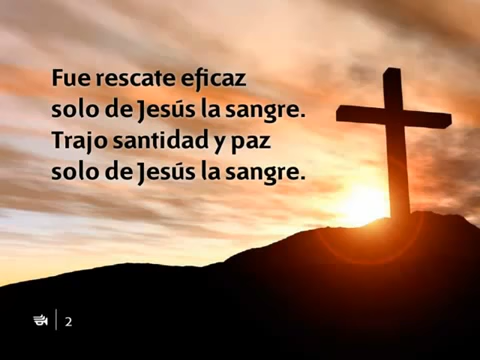 Fue rescate eficaz
solo de Jesús la sangre.
Trajo santidad y paz
solo de Jesús la sangre.
2